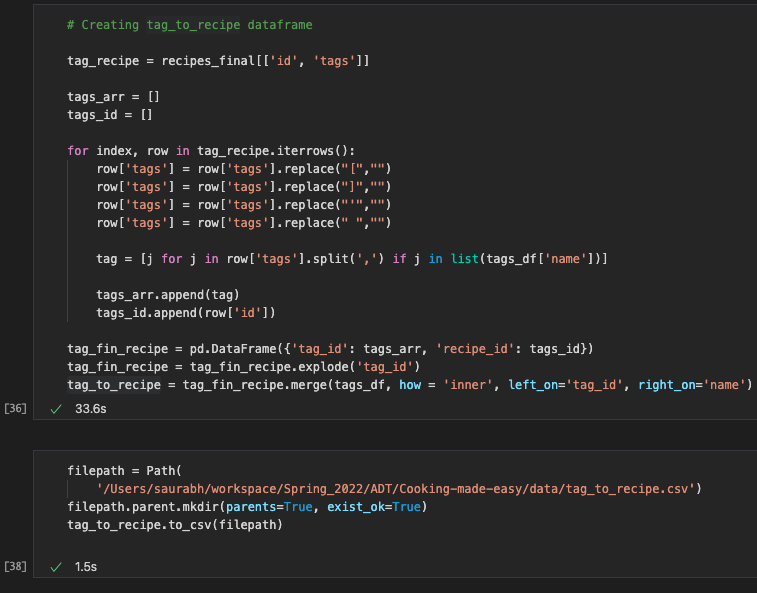 # Creating tag_to_recipe dataframe
tag_recipe = recipes_final[['id', 'tags']]
tags_arr = []
tags_id = []
for index, row in tag_recipe.iterrows():
    row['tags'] = row['tags'].replace("[","")
    row['tags'] = row['tags'].replace("]","")
    row['tags'] = row['tags'].replace("'","")
    row['tags'] = row['tags'].replace(" ","")
    tag = [j for j in row['tags'].split(',') if j in list(tags_df['name'])]
    tags_arr.append(tag)
    tags_id.append(row['id'])
tag_fin_recipe = pd.DataFrame({'tag_id': tags_arr, 'recipe_id': tags_id})
tag_fin_recipe = tag_fin_recipe.explode('tag_id')
tag_to_recipe = tag_fin_recipe.merge(tags_df, how = 'inner', left_on='tag_id', right_on='name')
[36] ✓ 33.6s
filepath = Path(
    '/Users/saurabh/workspace/Spring_2022/ADT/Cooking-made-easy/data/tag_to_recipe.csv')
filepath.parent.mkdir(parents=True, exist_ok=True)
tag_to_recipe.to_csv(filepath)
[38] ✓ 1.5s